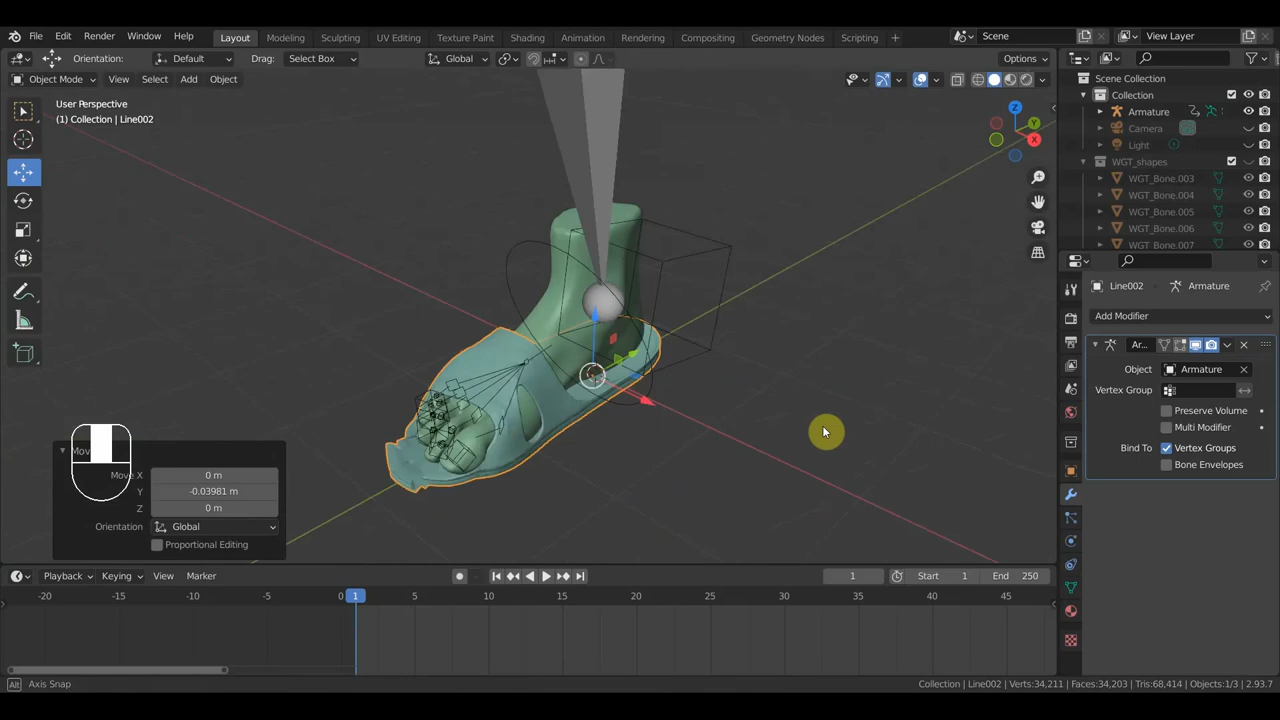 File Edit Render Window Help Layout Modeling Sculpting UV Editing Texture Paint Shading Animation Rendering Compositing Geometry Nodes Scripting + Scene View Layer
Orientation: Default Drag: Select Box Global Options
Object Mode View Select Add Object
User Perspective
(1) Collection | Line002
Z
Y
X
Scene Collection
Collection
Armature
Camera
Light
WGT_shapes
WGT_Bone.003
WGT_Bone.004
WGT_Bone.005
WGT_Bone.006
WGT_Bone.007
Line002 Armature
Add Modifier
Ar...
Object Armature
Vertex Group
Preserve Volume
Multi Modifier
Bind To Vertex Groups
Bone Envelopes
Mov
Move X 0 m
Y -0.03981 m
Z 0 m
Orientation Global
Proportional Editing
Playback Keying View Marker 1 Start 1 End 250
-20 -15 -10 -5 0 1 5 10 15 20 25 30 35 40 45
Alt Axis Snap Collection | Line002 | Verts:34,211 | Faces:34,203 | Tris:68,414 | Objects:1/3 | 2.93.7